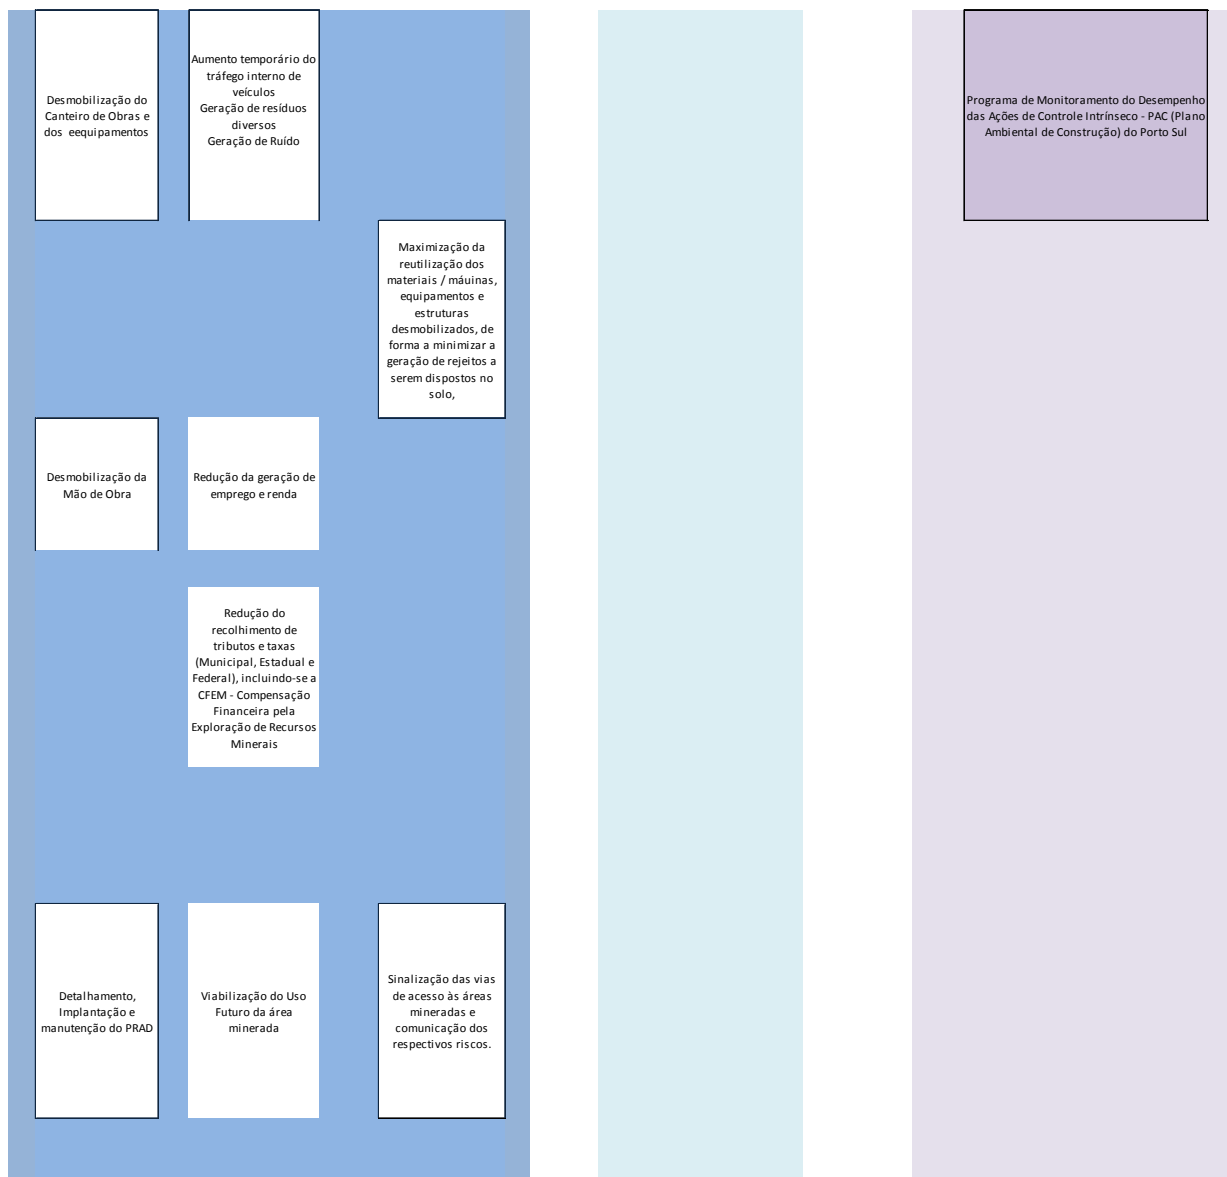 Desmobilização do
Canteiro de Obras e
dos eequipamentos
Aumento temporário do
tráfego interno de
veículos
Geração de resíduos
diversos
Geração de Ruído
Programa de Monitoramento do Desempenho
das Ações de Controle Intrínseco - PAC (Plano
Ambiental de Construção) do Porto Sul
Maximização da
reutilização dos
materiais / máuinas,
equipamentos e
estruturas
desmobilizados, de
forma a minimizar a
geração de rejeitos a
serem dispostos no
solo,
Desmobilização da
Mão de Obra
Redução da geração de
emprego e renda
Redução do
recolhimento de
tributos e taxas
(Municipal, Estadual e
Federal), incluindo-se a
CFEM - Compensação
Financeira pela
Exploração de Recursos
Minerais
Detalhamento,
Implantação e
manutenção do PRAD
Viabilização do Uso
Futuro da área
minerada
Sinalização das vias
de acesso às áreas
mineradas e
comunicação dos
respectivos riscos.